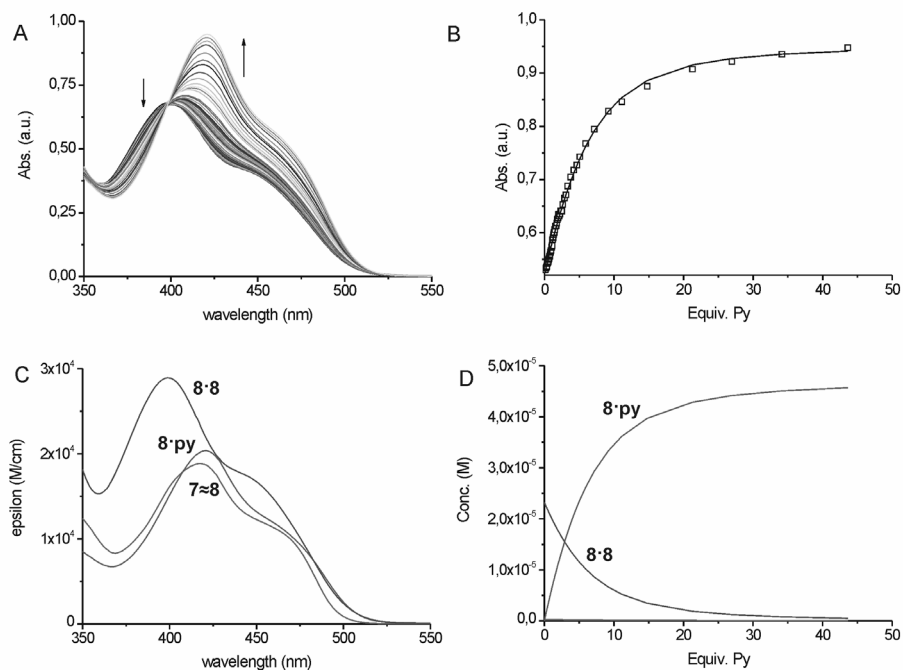 A
1,00
0,75
0,50
0,25
0,00
Abs. (a.u.)
350 400 450 500 550
wavelength (nm)
B
1,0
0,9
0,8
0,7
0,6
Abs. (a.u.)
0 10 20 30 40 50
Equiv. Py
C
3x10⁴
2x10⁴
1x10⁴
0
epsilon (M/cm)
8·8
8·py
7≈8
350 400 450 500 550
wavelength (nm)
D
5,0x10⁻⁵
4,0x10⁻⁵
3,0x10⁻⁵
2,0x10⁻⁵
1,0x10⁻⁵
0,0
Conc. (M)
8·py
8·8
0 10 20 30 40 50
Equiv. Py